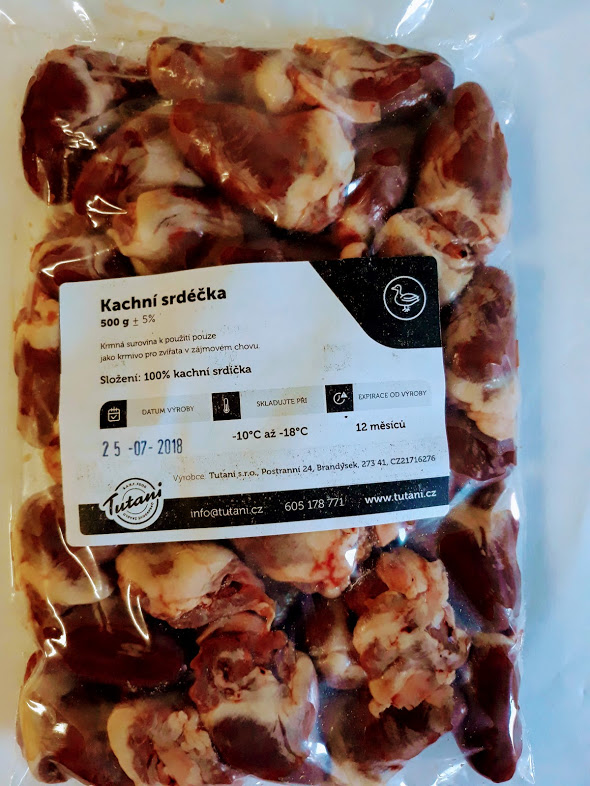 Kachní srdéčka
500 g ± 5%
Krmná surovina k použití pouze
jako krmivo pro zvířata v zájmovém chovu.
Složení: 100% kachní srdíčka
DATUM VÝROBY
SKLADUJTE PŘI
EXPIRACE OD VÝROBY
25 -07- 2018
-10°C až -18°C
12 měsíců
Výrobce: Tutani s.r.o., Postranní 24, Brandýsek, 273 41, CZ21716276
Tutani
info@tutani.cz
605 178 771
www.tutani.cz